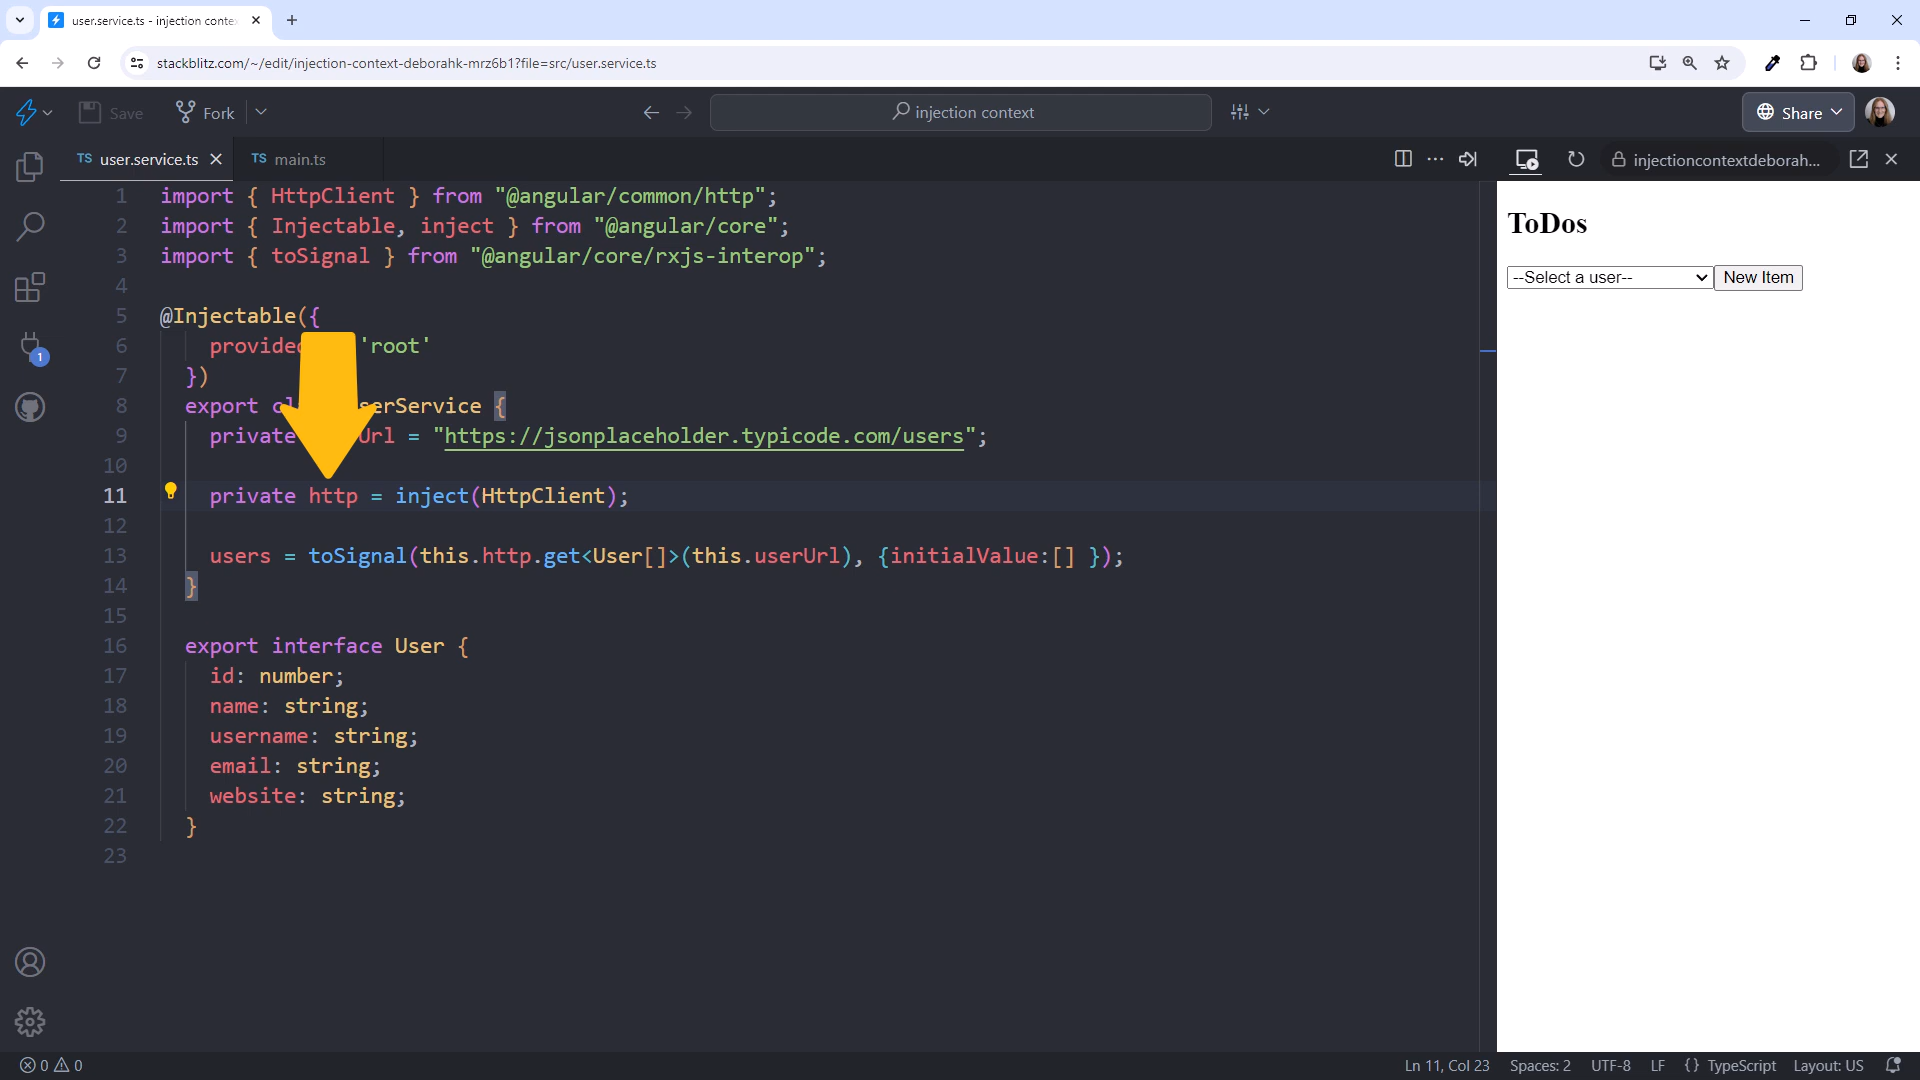 user.service.ts - injection conte
stackblitz.com/~/edit/injection-context-deborahk-mrz6b1?file=src/user.service.ts
Save
Fork
injection context
Share
TS user.service.ts
TS main.ts
injectioncontextdeborah...
1 import { HttpClient } from "@angular/common/http";
2 import { Injectable, inject } from "@angular/core";
3 import { toSignal } from "@angular/core/rxjs-interop";
4
5 @Injectable({
6 provided 'root'
7 })
8 export cl serService {
9 private Url = "https://jsonplaceholder.typicode.com/users";
10
11 private http = inject(HttpClient);
12
13 users = toSignal(this.http.get<User[]>(this.userUrl), {initialValue:[] });
14 }
15
16 export interface User {
17 id: number;
18 name: string;
19 username: string;
20 email: string;
21 website: string;
22 }
23
1
ToDos
--Select a user--
New Item
0 0
Ln 11, Col 23
Spaces: 2
UTF-8
LF
{} TypeScript
Layout: US